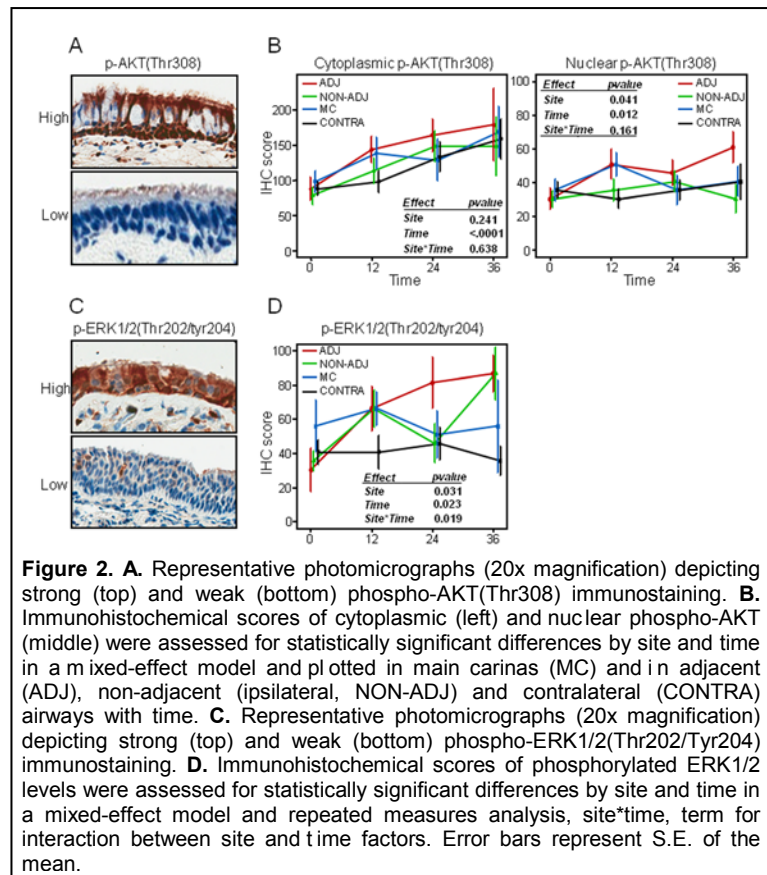 A
p-AKT(Thr308)
High
Low
B
Cytoplasmic p-AKT(Thr308)
ADJ
NON-ADJ
MC
CONTRA
IHC score
200
150
100
50
0
Effect pvalue
Site 0.241
Time <.0001
Site*Time 0.638
0 12 24 36
Time
Nuclear p-AKT(Thr308)
Effect pvalue
Site 0.041
Time 0.012
Site*Time 0.161
ADJ
NON-ADJ
MC
CONTRA
100
80
60
40
20
0
0 12 24 36
Time
C
p-ERK1/2(Thr202/tyr204)
High
Low
D
p-ERK1/2(Thr202/tyr204)
ADJ
NON-ADJ
MC
CONTRA
IHC score
100
80
60
40
20
0
Effect pvalue
Site 0.031
Time 0.023
Site*Time 0.019
0 12 24 36
Figure 2. A. Representative photomicrographs (20x magnification) depicting
strong (top) and weak (bottom) phospho-AKT(Thr308) immunostaining. B.
Immunohistochemical scores of cytoplasmic (left) and nuclear phospho-AKT
(middle) were assessed for statistically significant differences by site and time
in a m ixed-effect model and pl otted in main carinas (MC) and i n adjacent
(ADJ), non-adjacent (ipsilateral, NON-ADJ) and contralateral (CONTRA)
airways with time. C. Representative photomicrographs (20x magnification)
depicting strong (top) and weak (bottom) phospho-ERK1/2(Thr202/Tyr204)
immunostaining. D. Immunohistochemical scores of phosphorylated ERK1/2
levels were assessed for statistically significant differences by site and time in
a mixed-effect model and repeated measures analysis, site*time, term for
interaction between site and t ime factors. Error bars represent S.E. of the
mean.